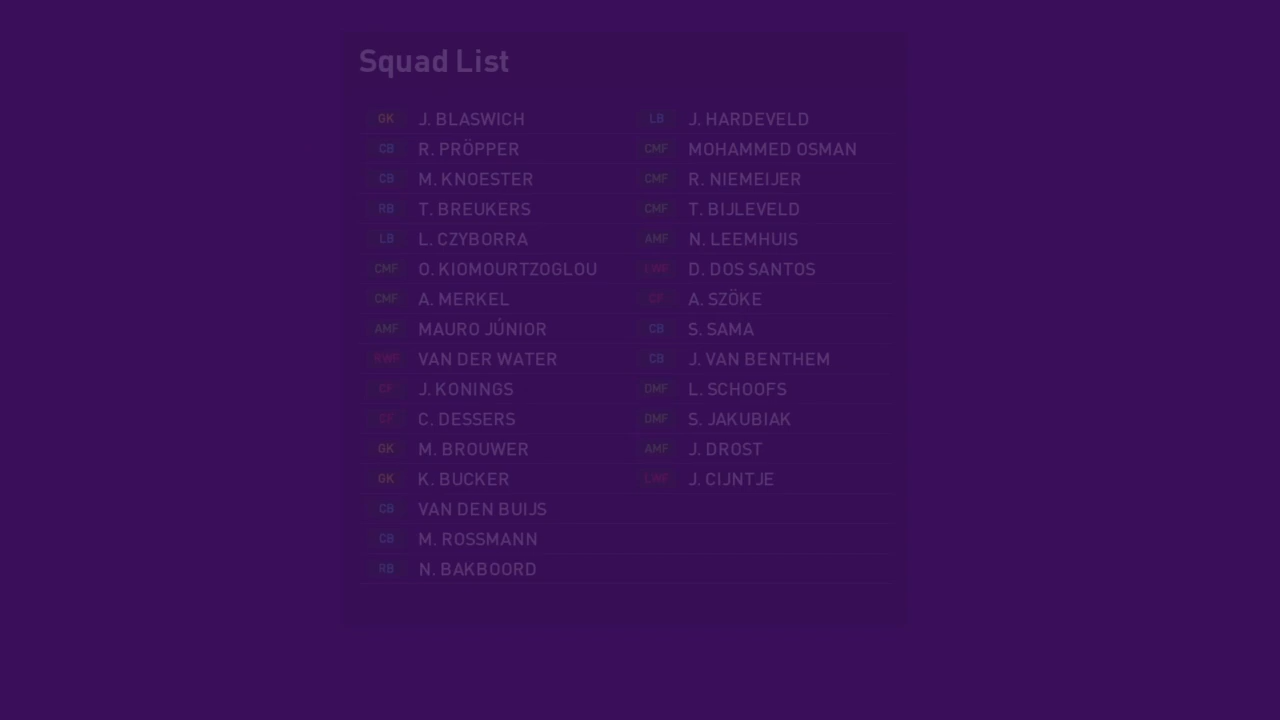 Squad List
GK J. BLASWICH
CB R. PRÖPPER
CB M. KNOESTER
RB T. BREUKERS
LB L. CZYBORRA
CMF O. KIOMOURTZOGLOU
CMF A. MERKEL
AMF MAURO JÚNIOR
RWF VAN DER WATER
CF J. KONINGS
CF C. DESSERS
GK M. BROUWER
GK K. BUCKER
CB VAN DEN BUIJS
CB M. ROSSMANN
RB N. BAKBOORD
LB J. HARDEVELD
CMF MOHAMMED OSMAN
CMF R. NIEMEIJER
CMF T. BIJLEVELD
AMF N. LEEMHUIS
LWF D. DOS SANTOS
CF A. SZÖKE
CB S. SAMA
CB J. VAN BENTHEM
DMF L. SCHOOFS
DMF S. JAKUBIAK
AMF J. DROST
LWF J. CIJNTJE